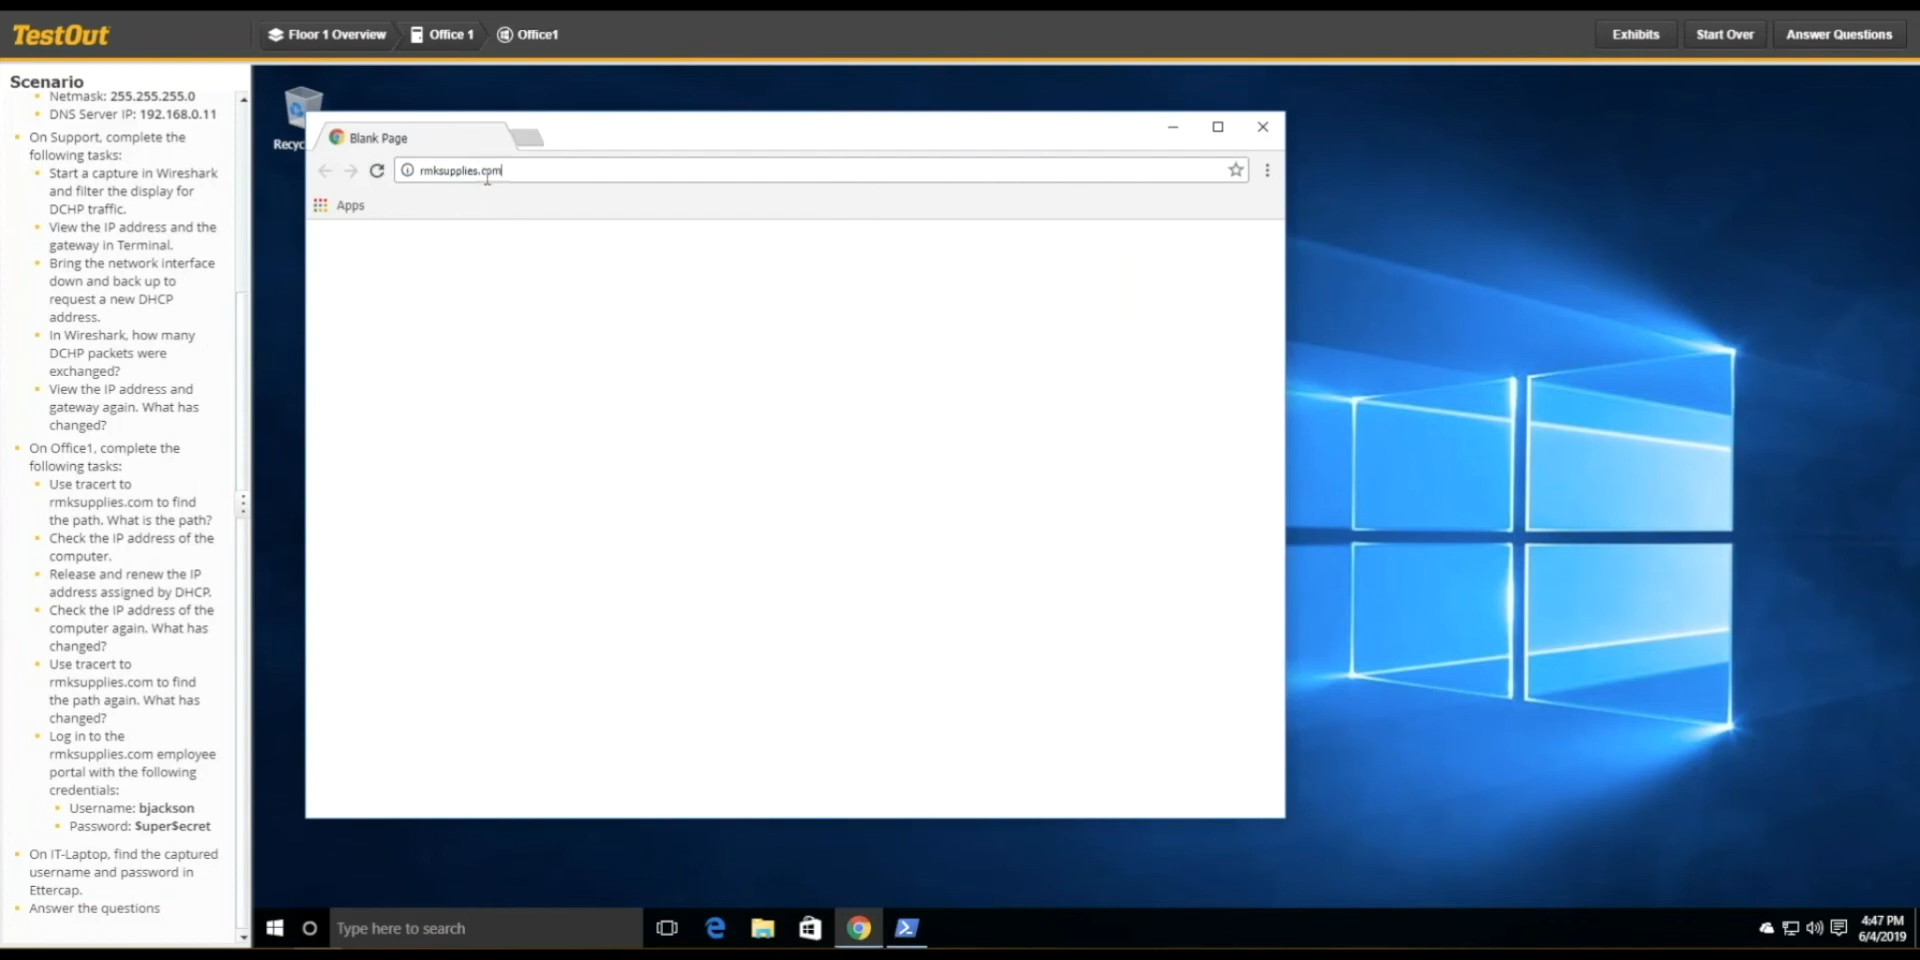 TestOut
Floor 1 Overview
Office 1
Office1
Exhibits
Start Over
Answer Questions
Scenario
Netmask: 255.255.255.0
DNS Server IP: 192.168.0.11
On Support, complete the
following tasks:
Start a capture in Wireshark
and filter the display for
DCHP traffic.
View the IP address and the
gateway in Terminal.
Bring the network interface
down and back up to
request a new DHCP
address.
In Wireshark, how many
DCHP packets were
exchanged?
View the IP address and
gateway again. What has
changed?
On Office1, complete the
following tasks:
Use tracert to
rmksupplies.com to find
the path. What is the path?
Check the IP address of the
computer.
Release and renew the IP
address assigned by DHCP.
Check the IP address of the
computer again. What has
changed?
Use tracert to
rmksupplies.com to find
the path again. What has
changed?
Log in to the
rmksupplies.com employee
portal with the following
credentials:
Username: bjackson
Password: $uper$ecret
On IT-Laptop, find the captured
username and password in
Ettercap.
Answer the questions
Recyc
Blank Page
rmksupplies.com
Apps
Type here to search
4:47 PM
6/4/2019